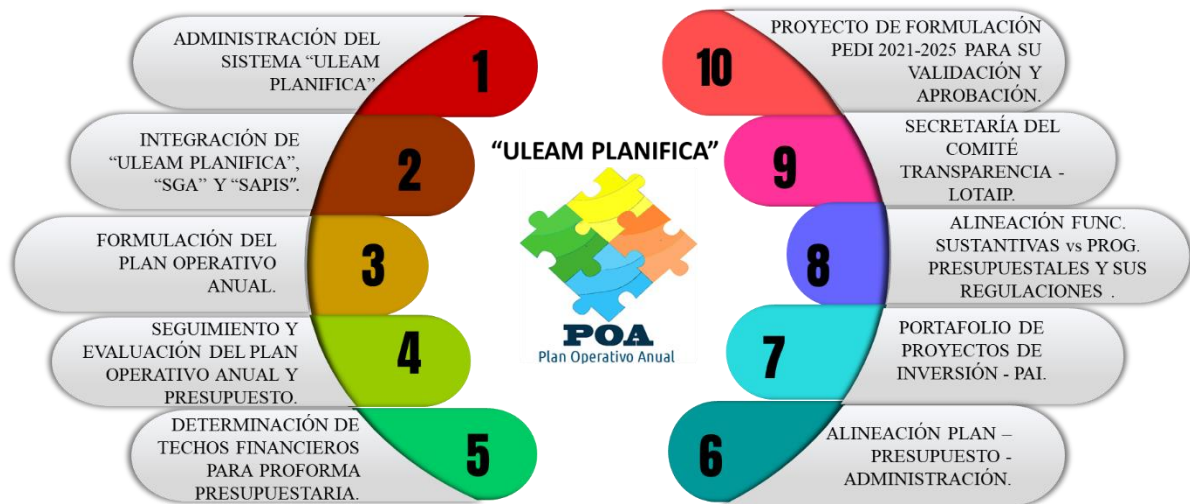 ADMINISTRACIÓN DEL
SISTEMA “ULEAM
PLANIFICA”
1
INTEGRACIÓN DE
“ULEAM PLANIFICA”,
“SGA” Y “SAPIS”.
2
FORMULACIÓN DEL
PLAN OPERATIVO
ANUAL.
3
SEGUIMIENTO Y
EVALUACIÓN DEL PLAN
OPERATIVO ANUAL Y
PRESUPUESTO.
4
DETERMINACIÓN DE
TECHOS FINANCIEROS
PARA PROFORMA
PRESUPUESTARIA.
5
“ULEAM PLANIFICA”
POA
Plan Operativo Anual
10
PROYECTO DE FORMULACIÓN
PEDI 2021-2025 PARA SU
VALIDACIÓN Y
APROBACIÓN.
9
SECRETARÍA DEL
COMITÉ
TRANSPARENCIA -
LOTAIP.
8
ALINEACIÓN FUNC.
SUSTANTIVAS vs PROG.
PRESUPUESTALES Y SUS
REGULACIONES .
7
PORTAFOLIO DE
PROYECTOS DE
INVERSIÓN - PAI.
6
ALINEACIÓN PLAN –
PRESUPUESTO -
ADMINISTRACIÓN.